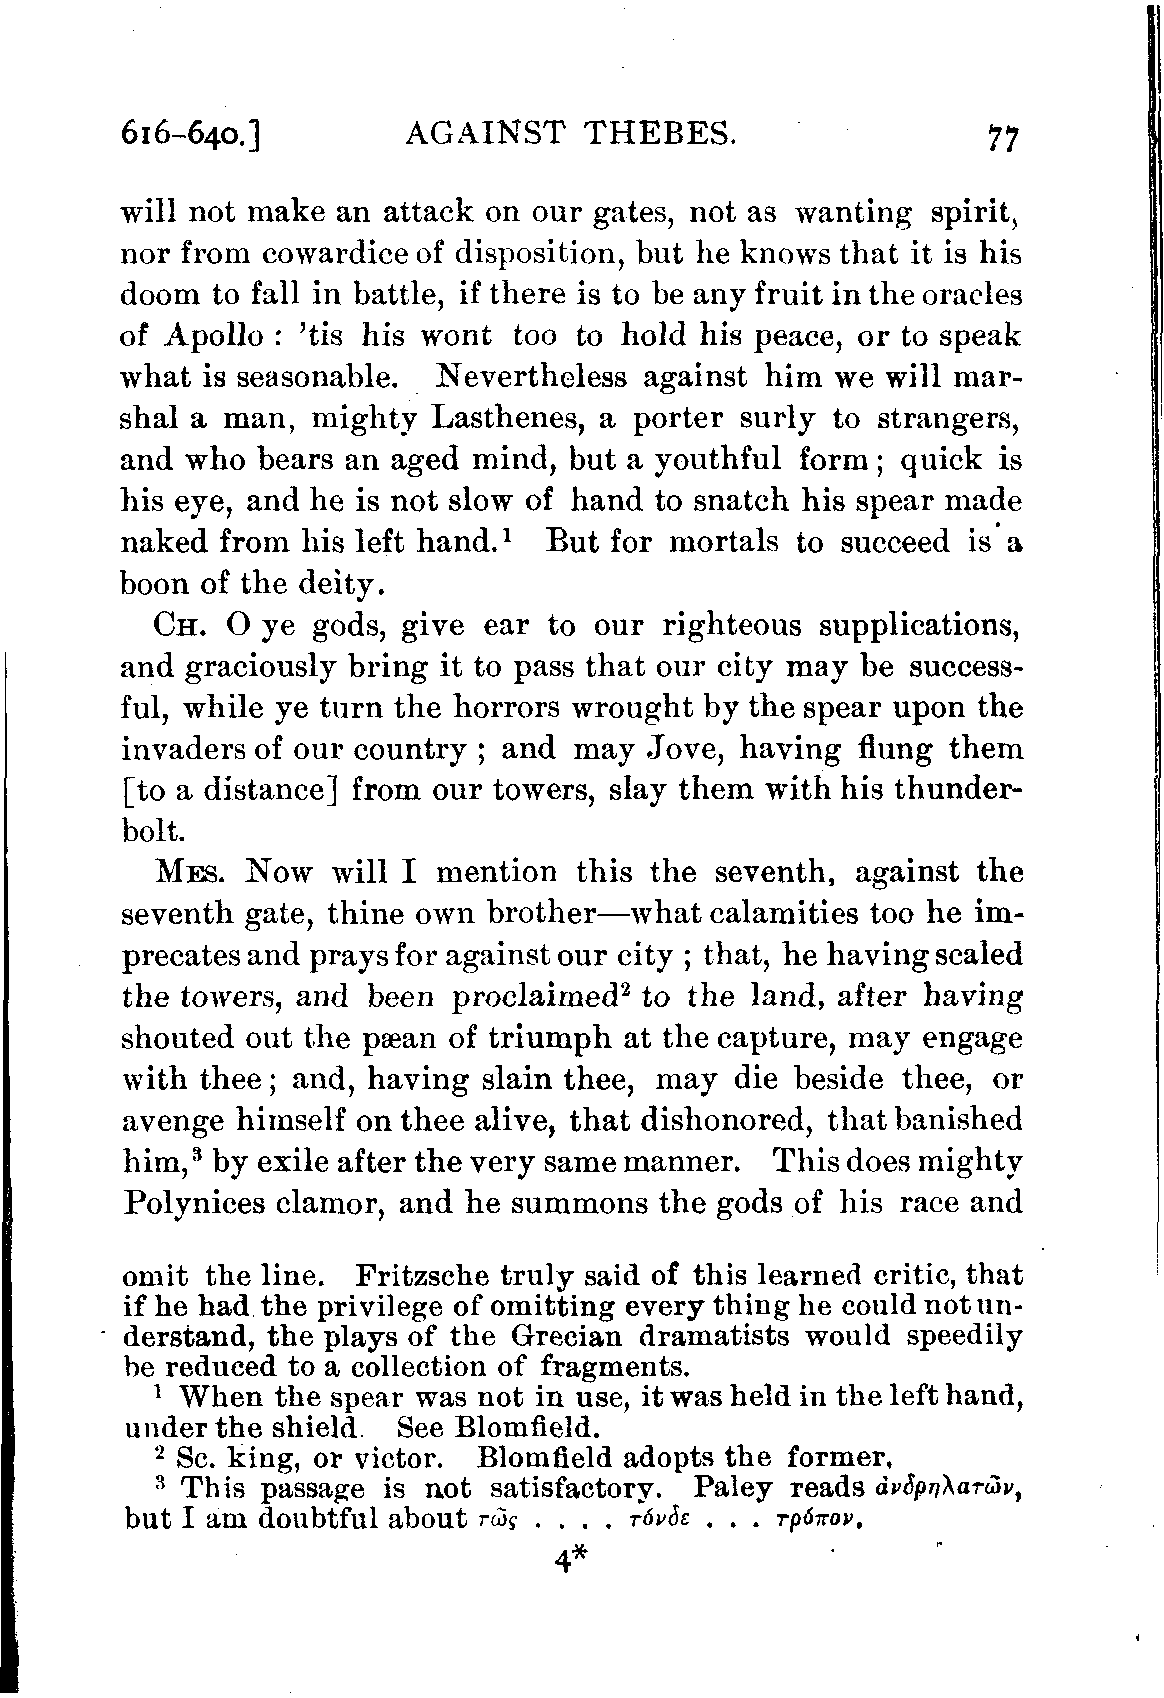 616–640.] AGAINST THEBES. 77
will not make an attack on our gates, not as wanting spirit,
nor from cowardice of disposition, but he knows that it is his
doom to fall in battle, if there is to be any fruit in the oracles
of Apollo : ’tis his wont too to hold his peace, or to speak
what is seasonable. Nevertheless against him we will mar-
shal a man, mighty Lasthenes, a porter surly to strangers,
and who bears an aged mind, but a youthful form ; quick is
his eye, and he is not slow of hand to snatch his spear made
naked from his left hand.¹ But for mortals to succeed is a
boon of the deity.
CH. O ye gods, give ear to our righteous supplications,
and graciously bring it to pass that our city may be success-
ful, while ye turn the horrors wrought by the spear upon the
invaders of our country ; and may Jove, having flung them
[to a distance] from our towers, slay them with his thunder-
bolt.
MES. Now will I mention this the seventh, against the
seventh gate, thine own brother—what calamities too he im-
precates and prays for against our city ; that, he having scaled
the towers, and been proclaimed² to the land, after having
shouted out the pæan of triumph at the capture, may engage
with thee ; and, having slain thee, may die beside thee, or
avenge himself on thee alive, that dishonored, that banished
him,³ by exile after the very same manner. This does mighty
Polynices clamor, and he summons the gods of his race and
omit the line. Fritzsche truly said of this learned critic, that
if he had the privilege of omitting every thing he could not un-
derstand, the plays of the Grecian dramatists would speedily
be reduced to a collection of fragments.
¹ When the spear was not in use, it was held in the left hand,
under the shield. See Blomfield.
² Sc. king, or victor. Blomfield adopts the former.
³ This passage is not satisfactory. Paley reads ἀνδρηλατῶν,
but I am doubtful about τὼς . . . . τόνδε . . . τρόπον.
4*